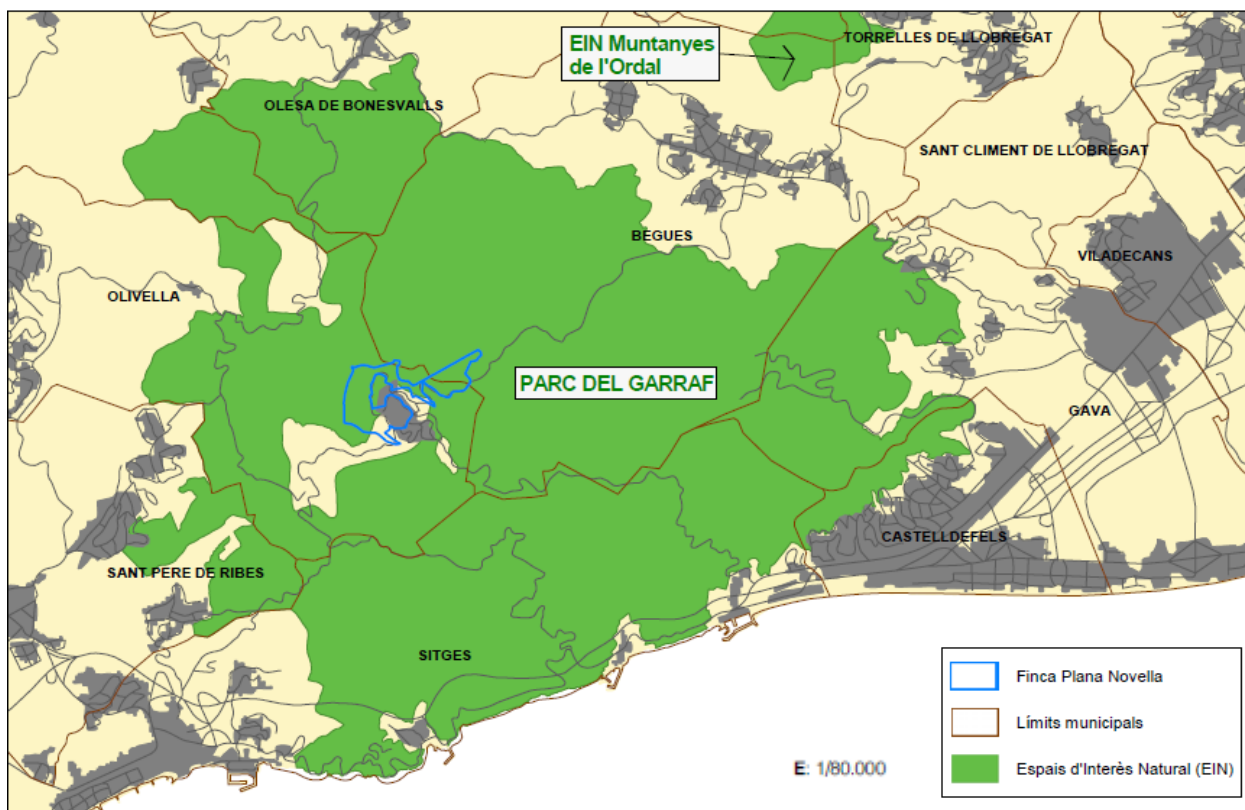 EIN Muntanyes
de l'Ordal
TORRELLES DE LLOBREGAT
OLESA DE BONESVALLS
SANT CLIMENT DE LLOBREGAT
BEGUES
VILADECANS
OLIVELLA
PARC DEL GARRAF
GAVA
CASTELLDEFELS
SANT PERE DE RIBES
SITGES
Finca Plana Novella
Límits municipals
E: 1/80.000
Espais d'Interès Natural (EIN)